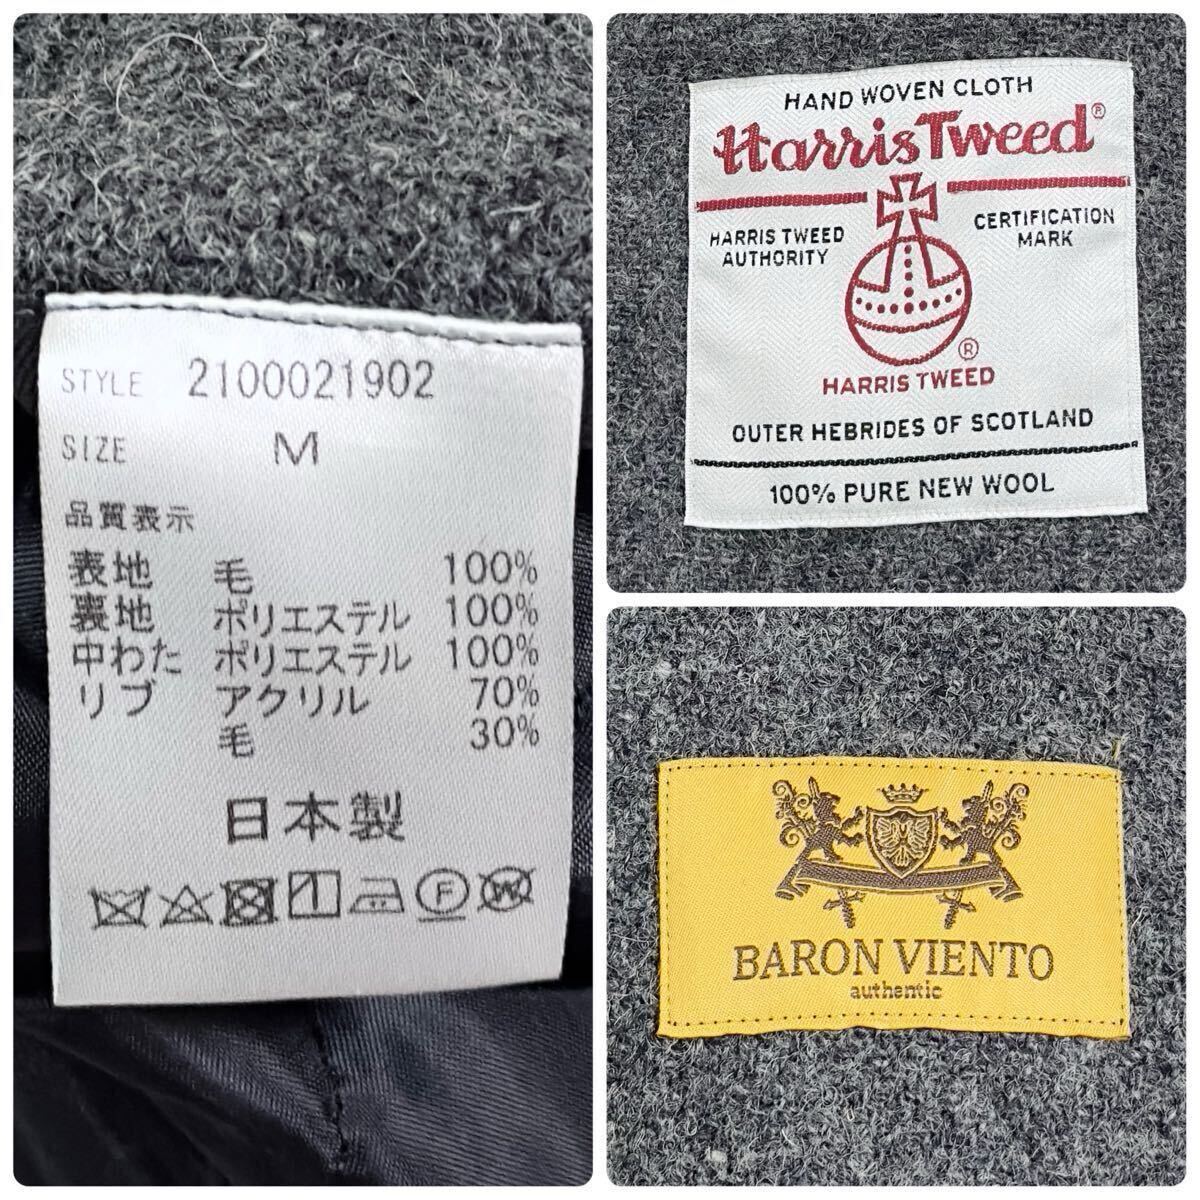 STYLE 2100021902
SIZE M
品質表示
表地 毛 100%
裏地 ポリエステル 100%
中わた ポリエステル 100%
リブ アクリル 70%
毛 30%
日本製
F W
HAND WOVEN CLOTH
Harris Tweed®
HARRIS TWEED AUTHORITY
CERTIFICATION MARK
®
HARRIS TWEED
OUTER HEBRIDES OF SCOTLAND
100% PURE NEW WOOL
BARON VIENTO
authentic